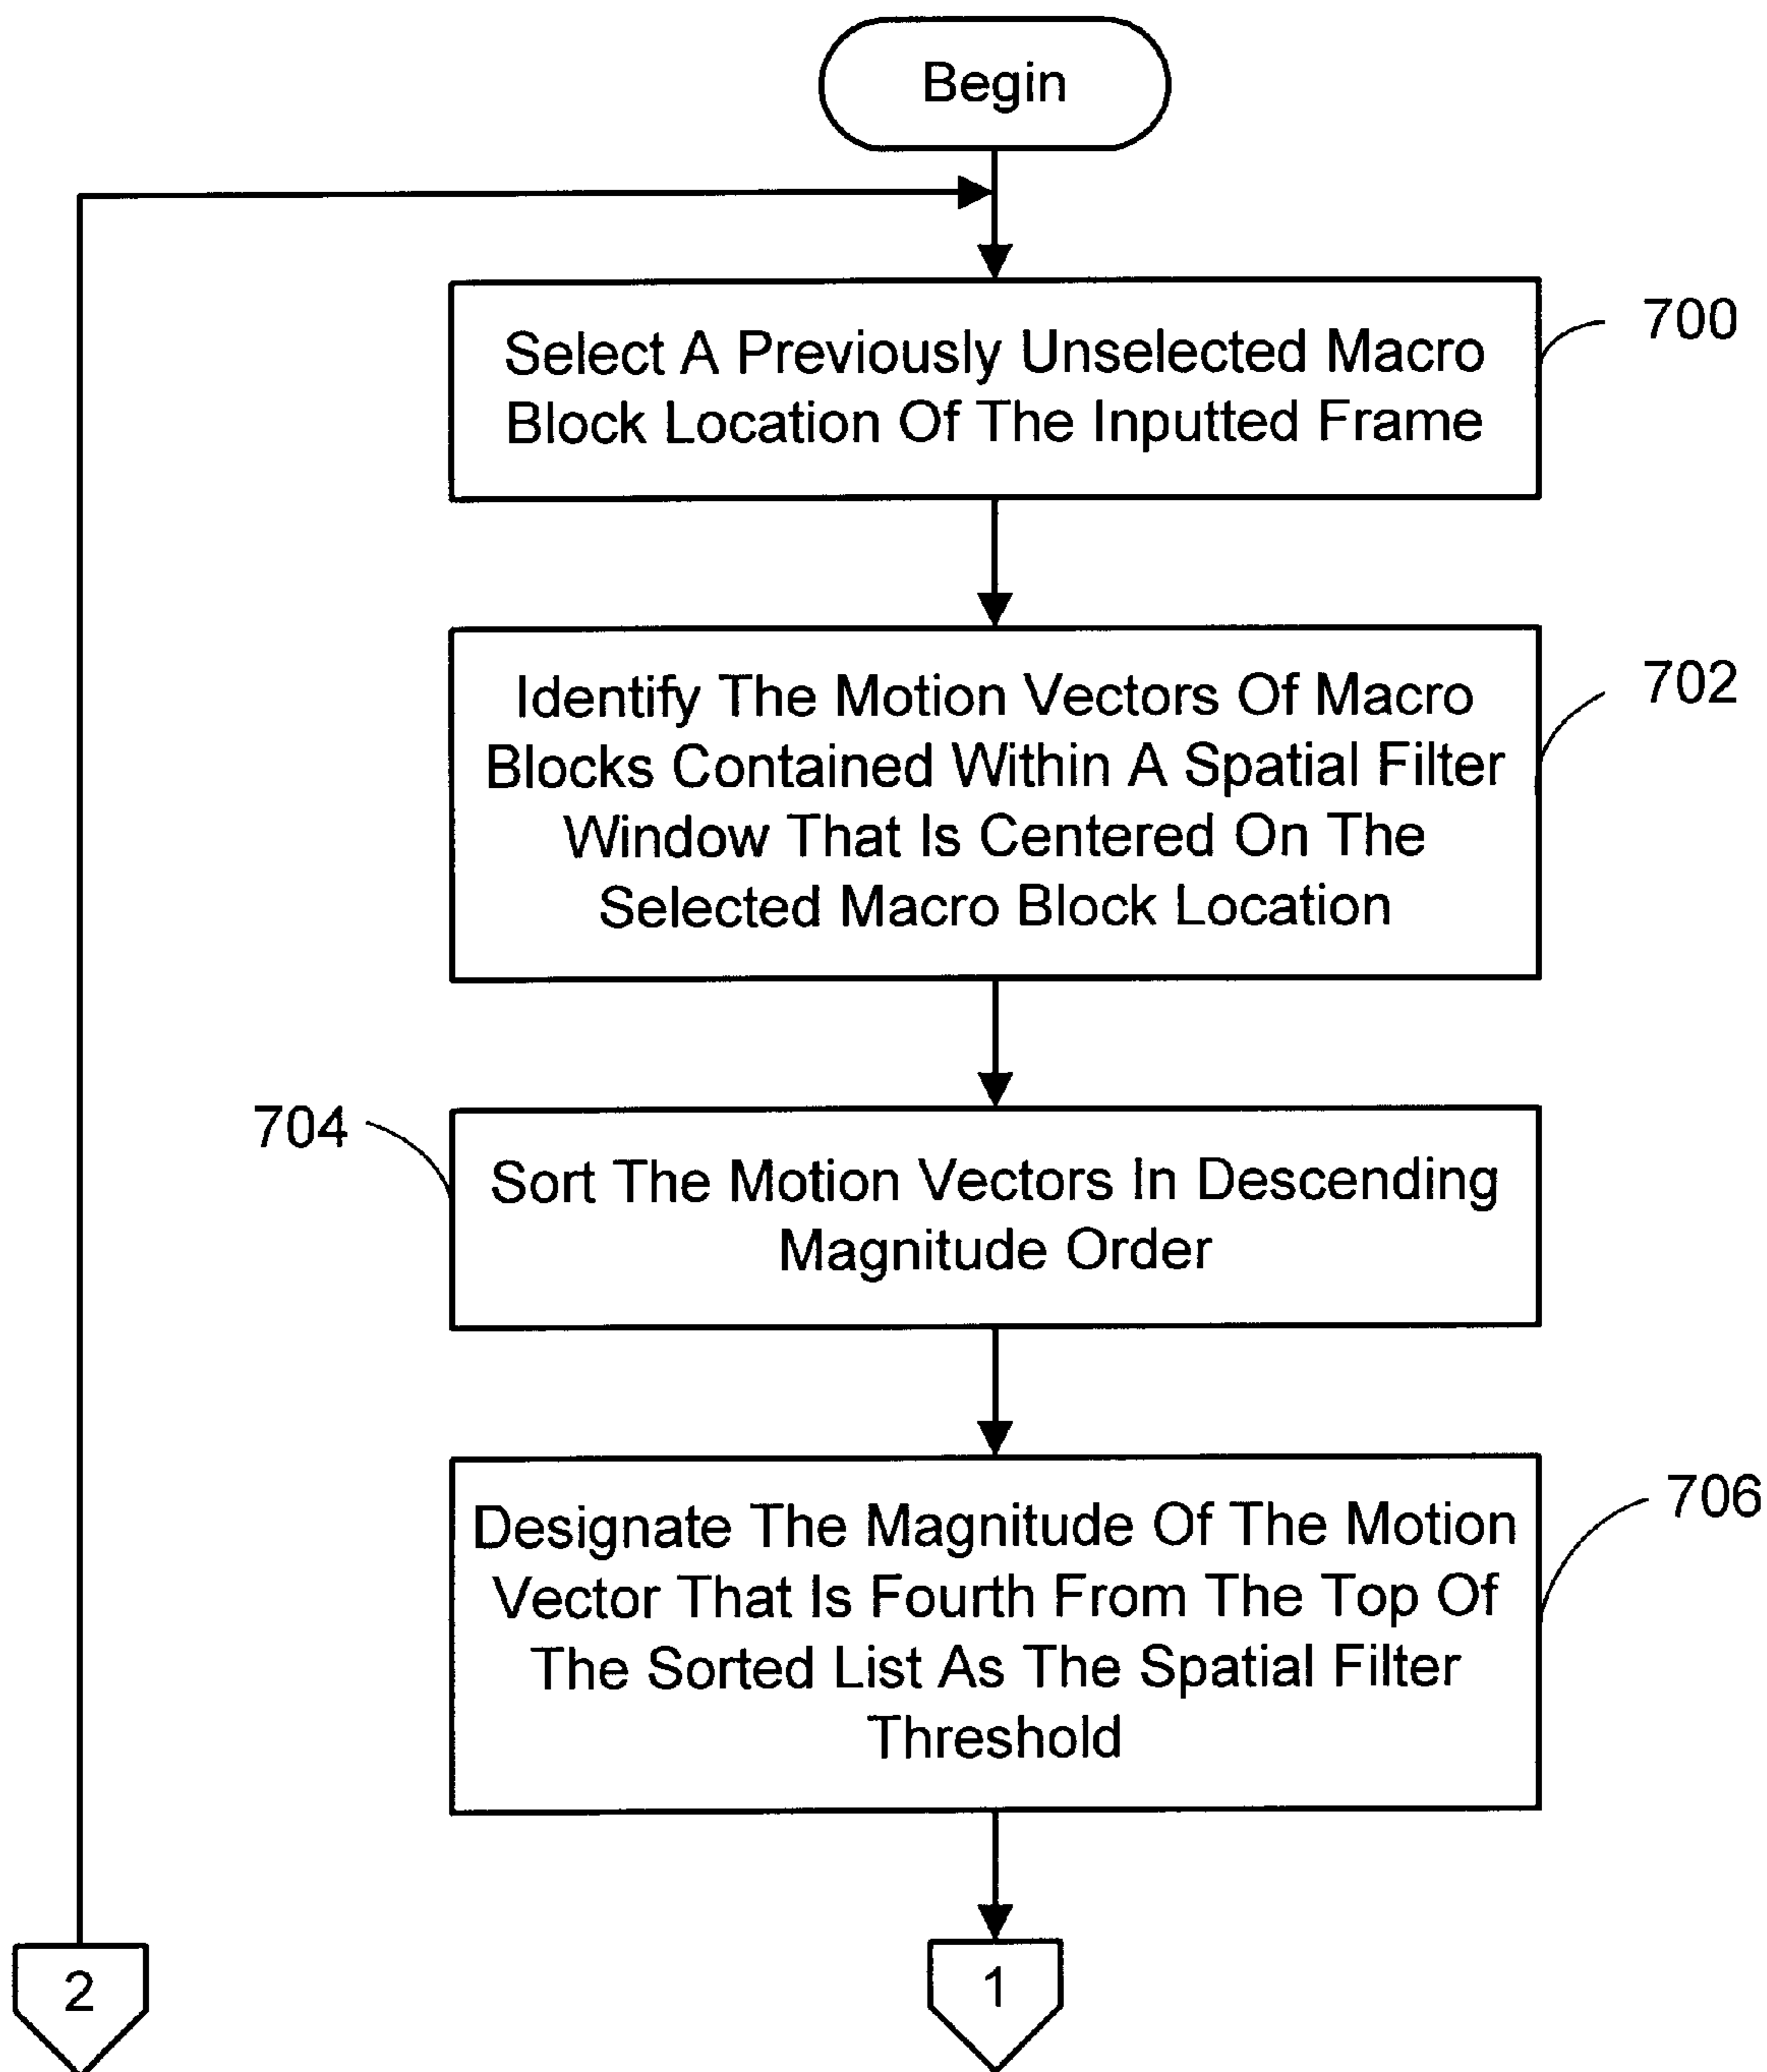 Begin
Select A Previously Unselected Macro
Block Location Of The Inputted Frame
700
Identify The Motion Vectors Of Macro
Blocks Contained Within A Spatial Filter
Window That Is Centered On The
Selected Macro Block Location
702
704
Sort The Motion Vectors In Descending
Magnitude Order
Designate The Magnitude Of The Motion
Vector That Is Fourth From The Top Of
The Sorted List As The Spatial Filter
Threshold
706
2
1